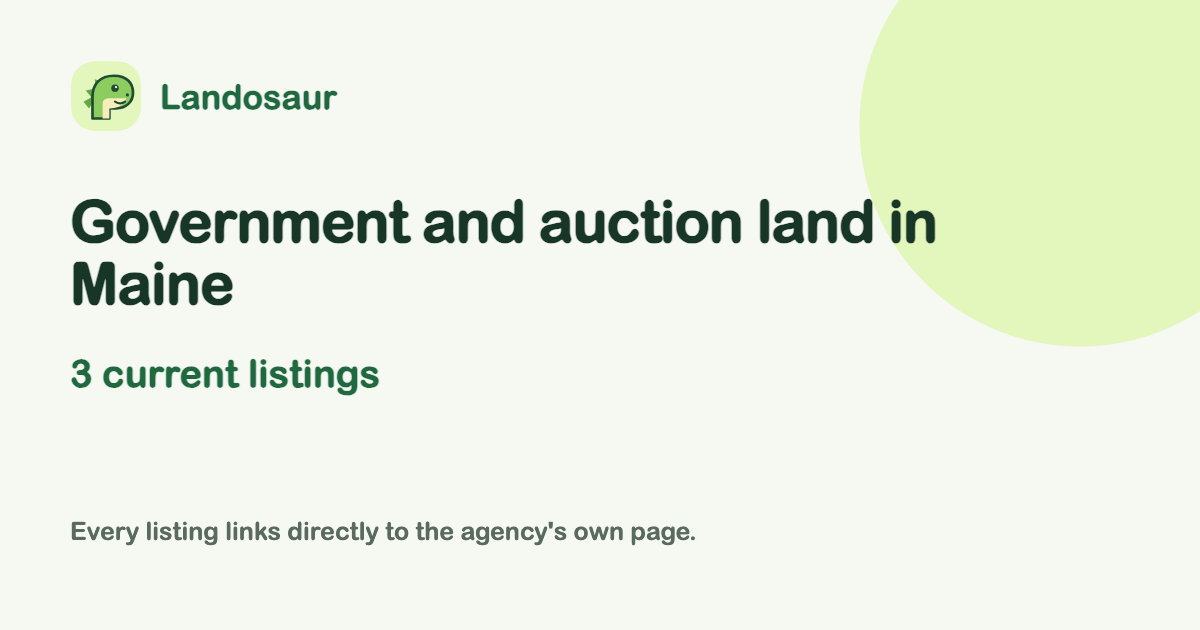 Landosaur
Government and auction land in
Maine
3 current listings
Every listing links directly to the agency's own page.